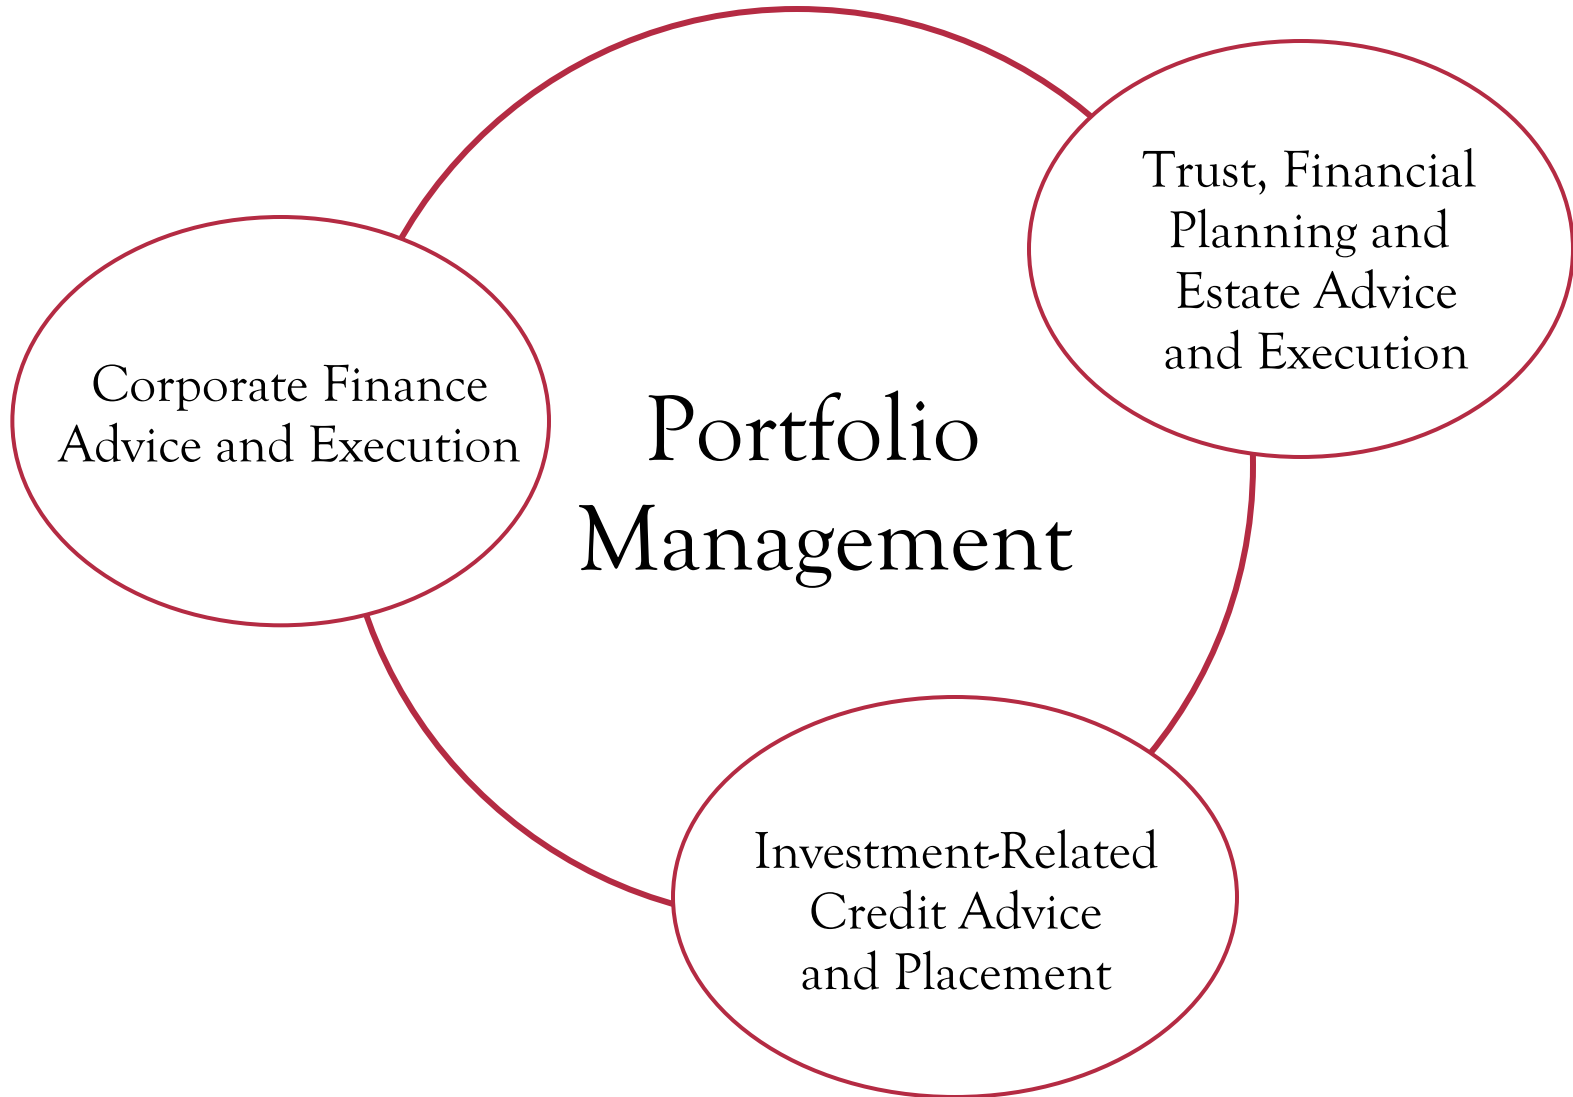 Trust, Financial
Planning and
Estate Advice
and Execution
Corporate Finance
Advice and Execution
Portfolio
Management
Investment-Related
Credit Advice
and Placement